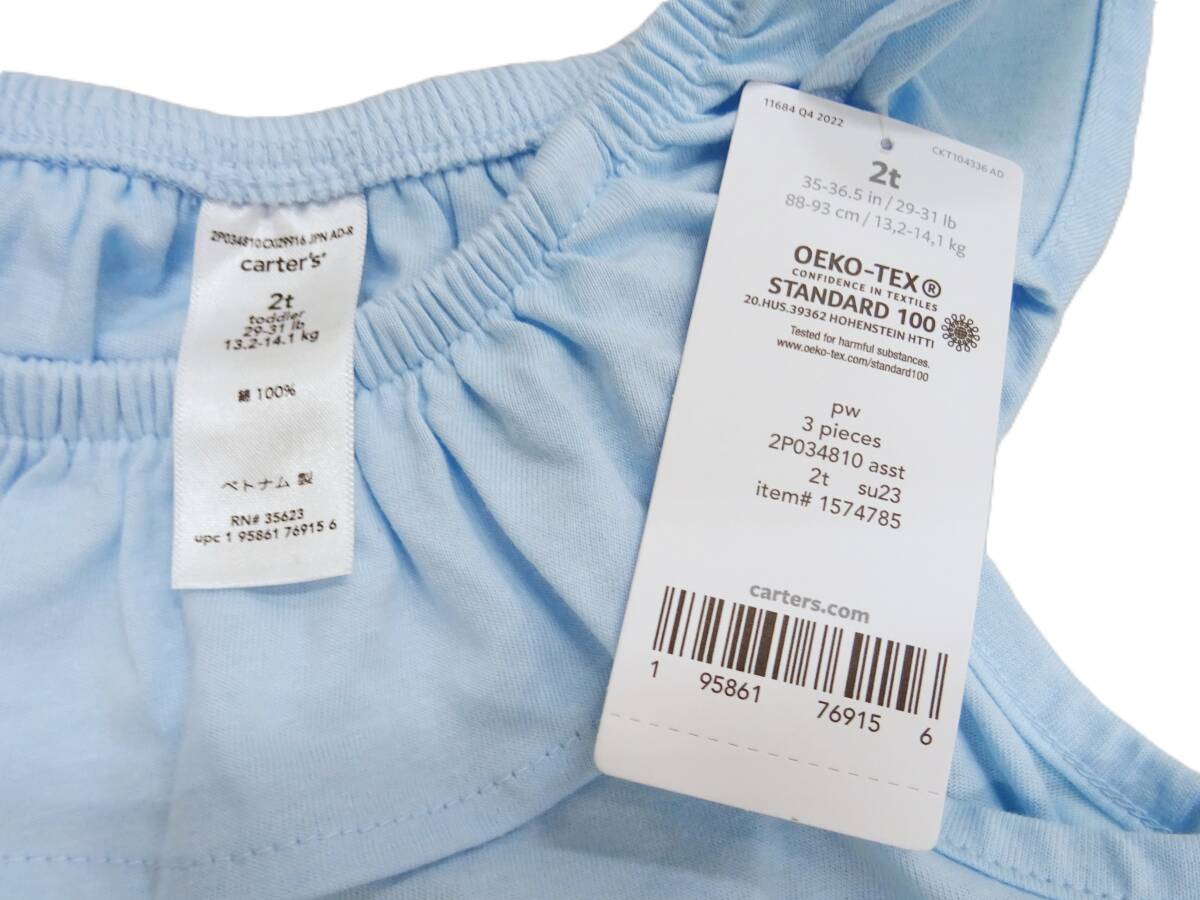 2P034810 CXI29916 JPN AD-R
carter's
2t
toddler
29-31 lb
13.2-14.1 kg
綿 100%
ベトナム 製
RN# 35623
upc 1 95861 76915 6
11684 Q4 2022
CKT104336 AD
2t
35-36.5 in / 29-31 lb
88-93 cm / 13,2-14,1 kg
OEKO-TEX®
CONFIDENCE IN TEXTILES
STANDARD 100
20.HUS.39362 HOHENSTEIN HTTI
Tested for harmful substances.
www.oeko-tex.com/standard100
pw
3 pieces
2P034810 asst
2t su23
item# 1574785
carters.com
1 95861 76915 6